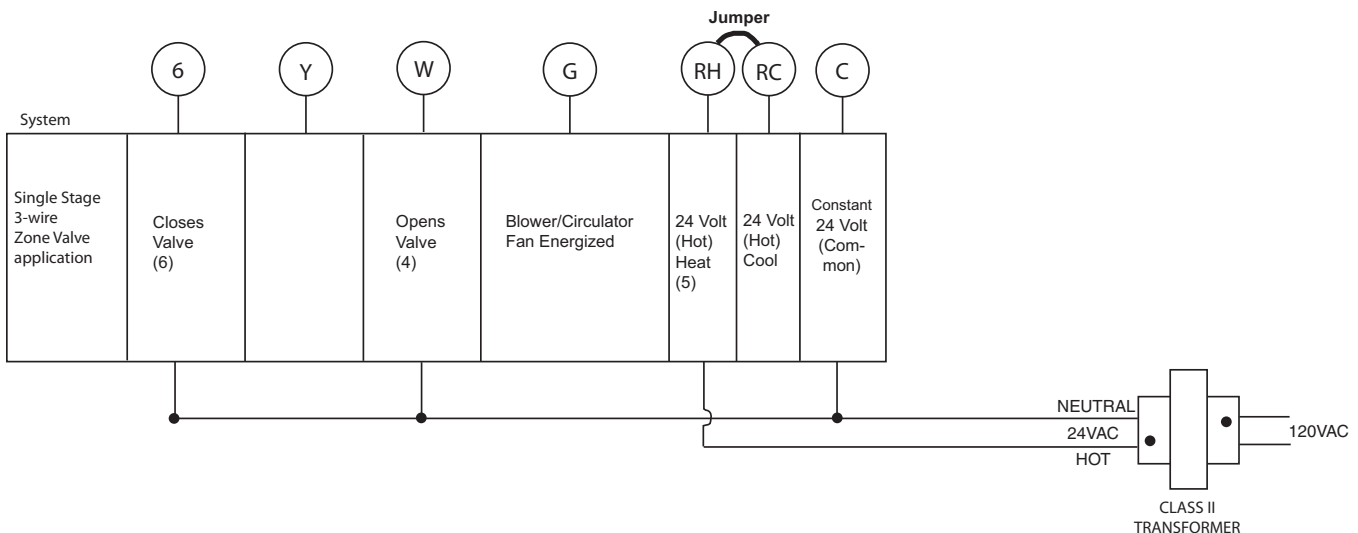 Jumper
6
Y
W
G
RH
RC
C
System
Single Stage
3-wire
Zone Valve
application
Closes
Valve
(6)
Opens
Valve
(4)
Blower/Circulator
Fan Energized
24 Volt
(Hot)
Heat
(5)
24 Volt
(Hot)
Cool
Constant
24 Volt
(Com-
mon)
NEUTRAL
24VAC
HOT
120VAC
CLASS II
TRANSFORMER